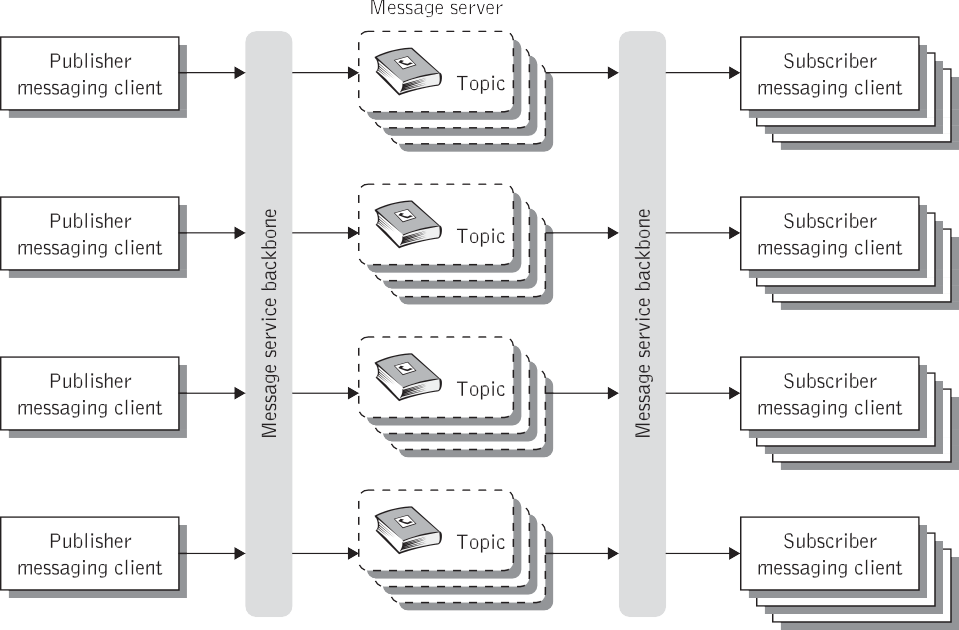 Message server
Publisher
messaging client
Topic
Subscriber
messaging client
Publisher
messaging client
Topic
Subscriber
messaging client
Message service backbone
Message service backbone
Publisher
messaging client
Topic
Subscriber
messaging client
Publisher
messaging client
Topic
Subscriber
messaging client